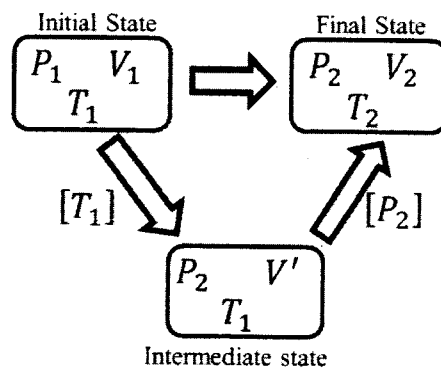 Initial State
Final State
P₁ V₁
T₁
P₂ V₂
T₂
[T₁]
[P₂]
P₂ V'
T₁
Intermediate state